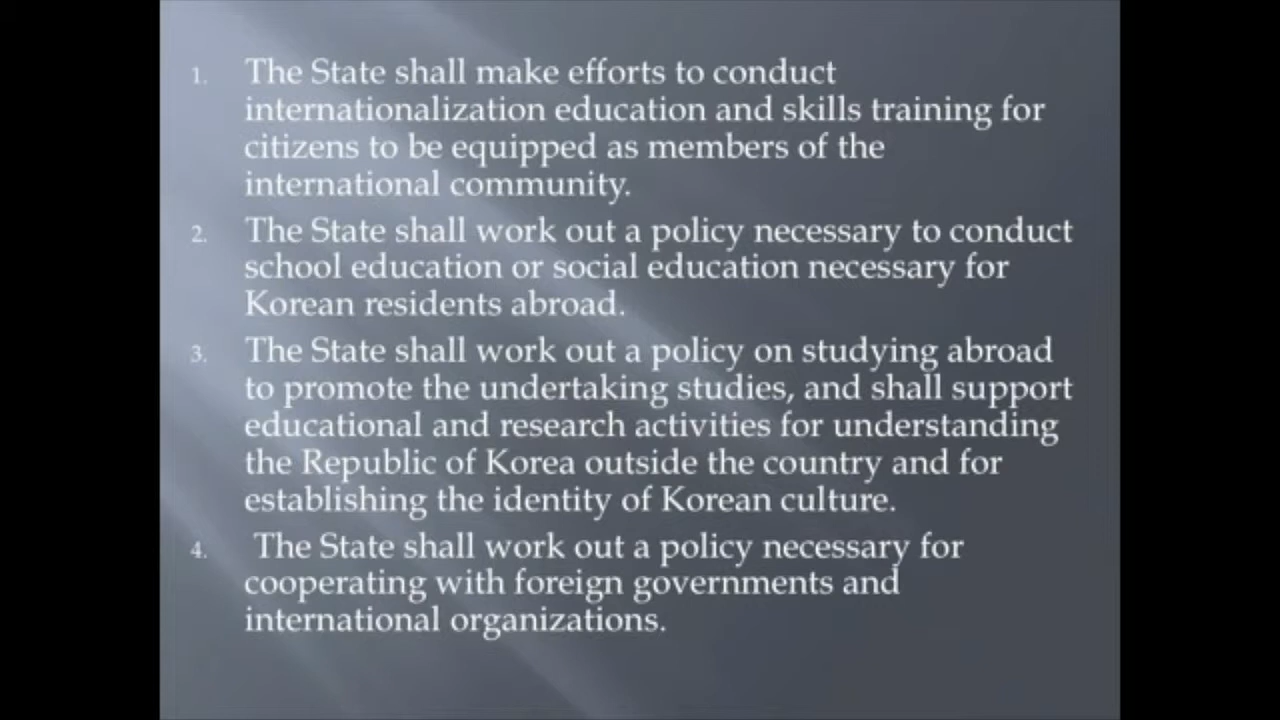 1. The State shall make efforts to conduct
internationalization education and skills training for
citizens to be equipped as members of the
international community.
2. The State shall work out a policy necessary to conduct
school education or social education necessary for
Korean residents abroad.
3. The State shall work out a policy on studying abroad
to promote the undertaking studies, and shall support
educational and research activities for understanding
the Republic of Korea outside the country and for
establishing the identity of Korean culture.
4. The State shall work out a policy necessary for
cooperating with foreign governments and
international organizations.